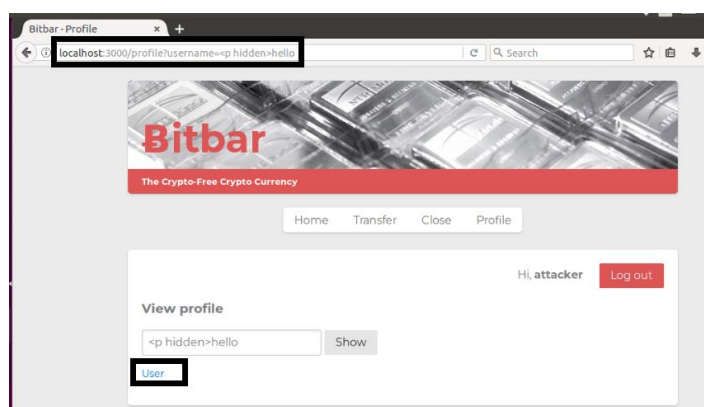 Bitbar - Profile
localhost:3000/profile?username=<p hidden>hello
Search
Bitbar
The Crypto-Free Crypto Currency
Home Transfer Close Profile
Hi, attacker Log out
View profile
<p hidden>hello Show
User